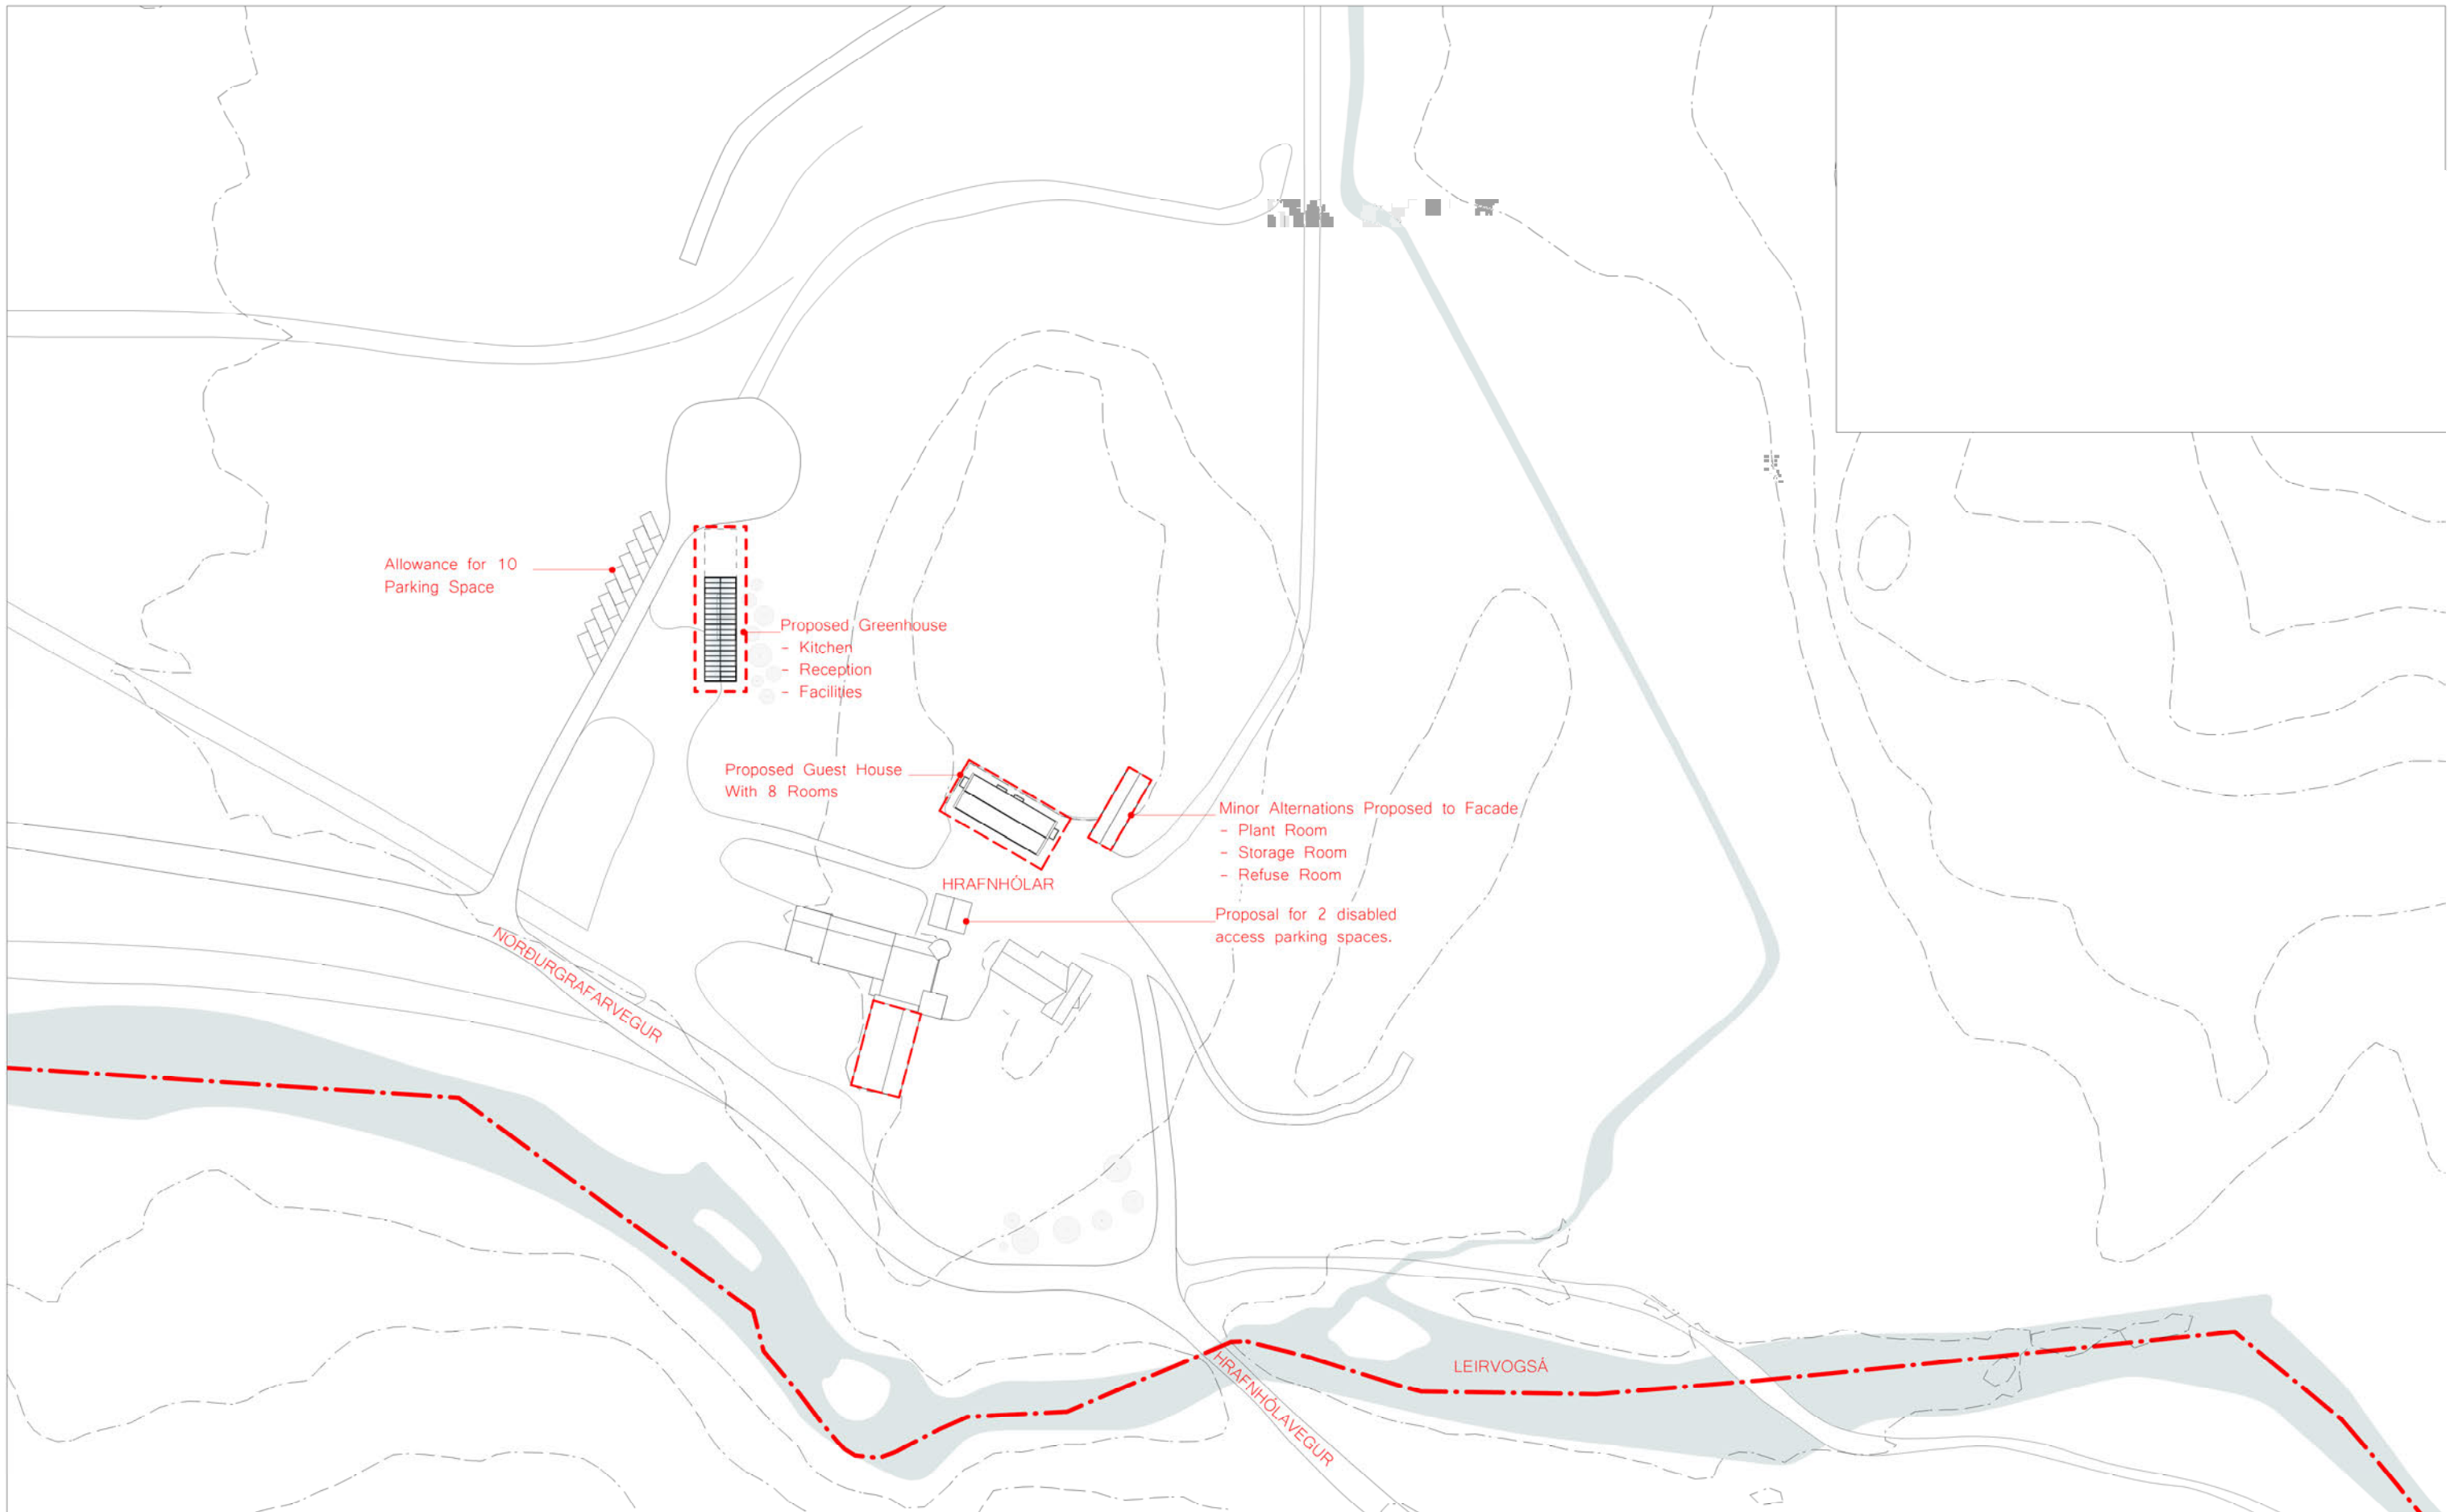 Allowance for 10
Parking Space
Proposed Greenhouse
- Kitchen
- Reception
- Facilities
Proposed Guest House
With 8 Rooms
Minor Alternations Proposed to Facade
- Plant Room
- Storage Room
- Refuse Room
HRAFNHÓLAR
Proposal for 2 disabled
access parking spaces.
NORÐURGRAFARVEGUR
LEIRVOGSÁ
HRAFNHÓLAVEGUR